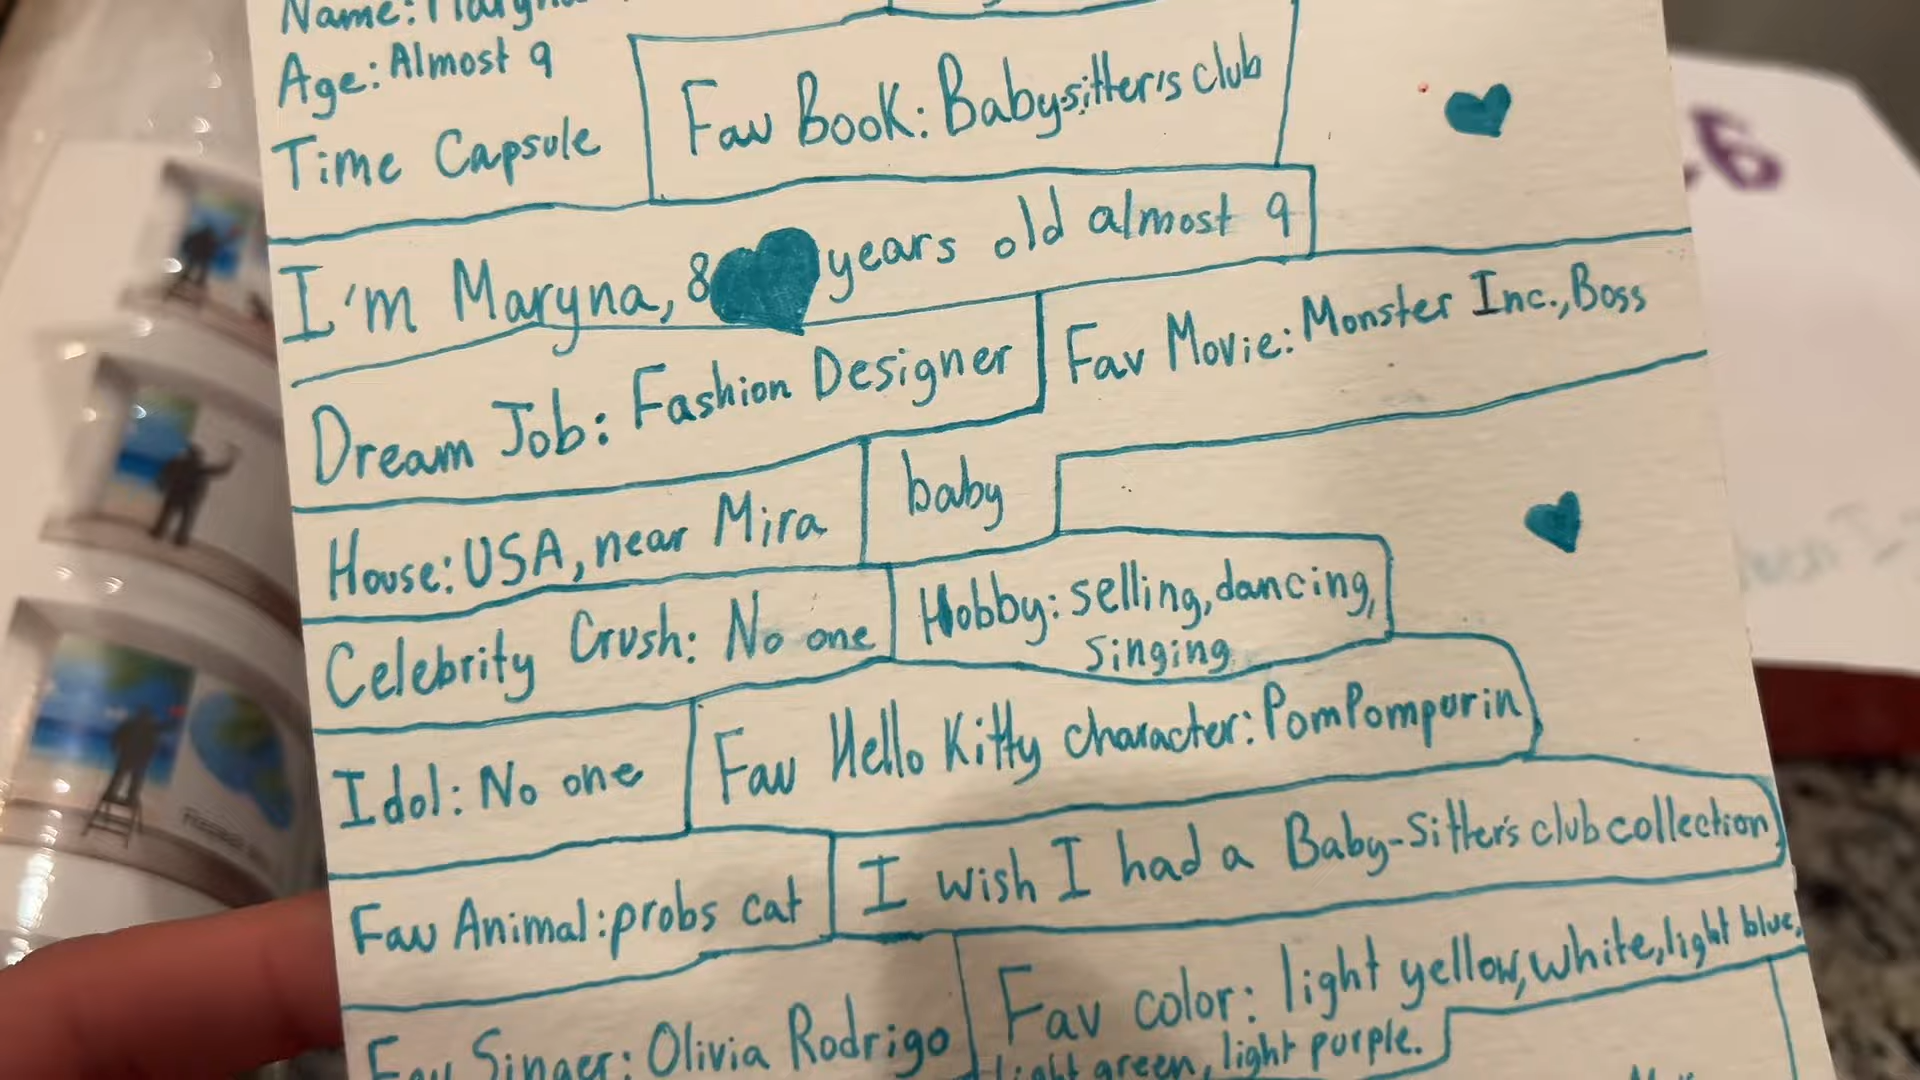 Name: Maryna
Age: Almost 9
Time Capsule
Fav Book: Babysitter's club
I'm Maryna, 8 years old almost 9
Dream Job: Fashion Designer
Fav Movie: Monster Inc., Boss
baby
House: USA, near Mira
Celebrity Crush: No one
Hobby: selling, dancing,
singing
Idol: No one
Fav Hello Kitty character: PomPompurin
Fav Animal: probs cat
I wish I had a Baby-Sitter's club collection
Fav Singer: Olivia Rodrigo
Fav color: light yellow, white, light blue,
light green, light purple.